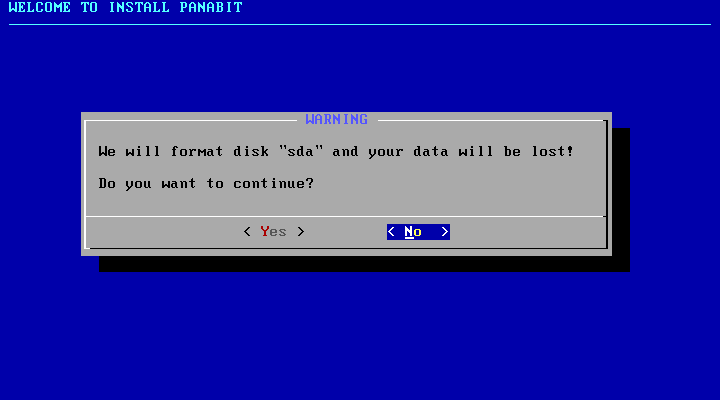 WELCOME TO INSTALL PANABIT
WARNING
We will format disk "sda" and your data will be lost!
Do you want to continue?
< Yes > < No >